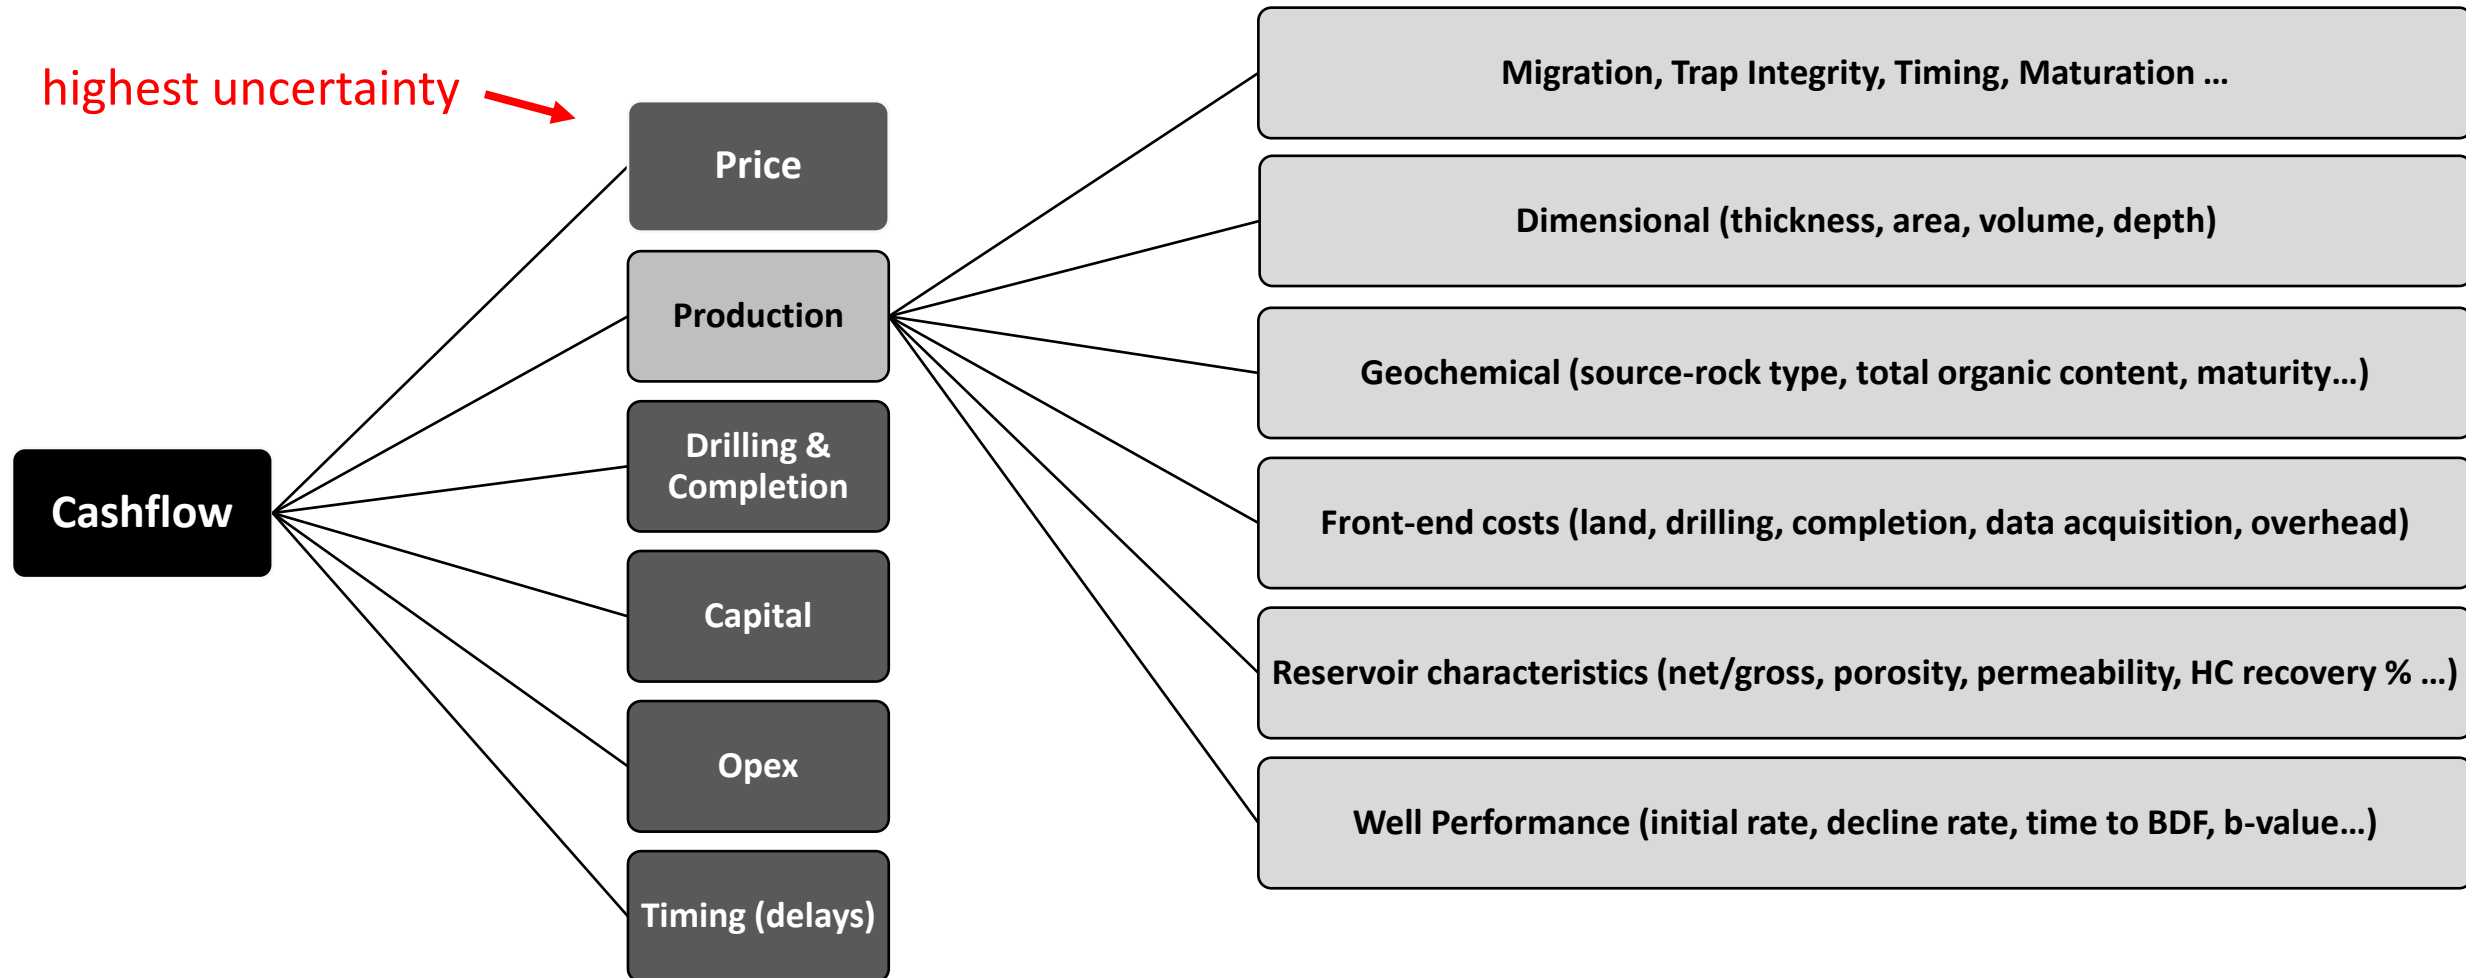 highest uncertainty
Cashflow
Price
Production
Drilling &
Completion
Capital
Opex
Timing (delays)
Migration, Trap Integrity, Timing, Maturation ...
Dimensional (thickness, area, volume, depth)
Geochemical (source-rock type, total organic content, maturity...)
Front-end costs (land, drilling, completion, data acquisition, overhead)
Reservoir characteristics (net/gross, porosity, permeability, HC recovery % ...)
Well Performance (initial rate, decline rate, time to BDF, b-value...)